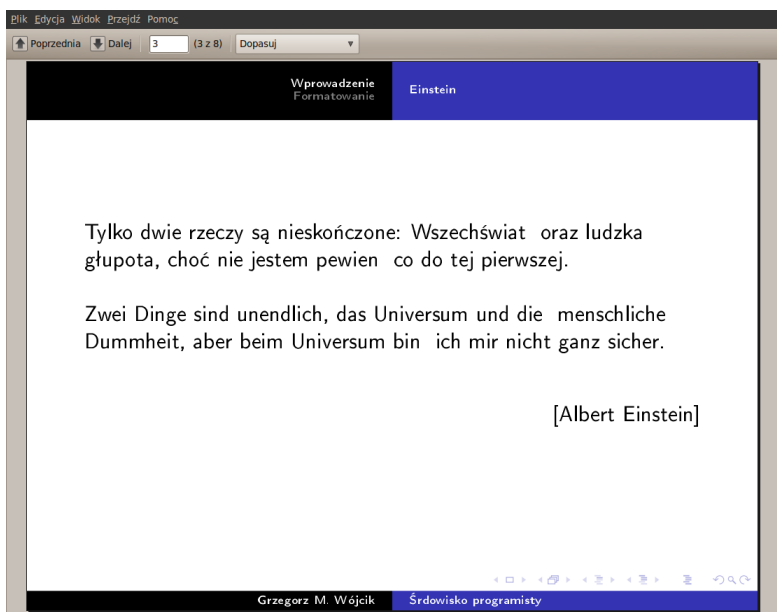 Plik Edycja Widok Przejdź Pomoc
Poprzednia Dalej 3 (3 z 8) Dopasuj
Wprowadzenie
Formatowanie
Einstein
Tylko dwie rzeczy są nieskończone: Wszechświat oraz ludzka
głupota, choć nie jestem pewien co do tej pierwszej.
Zwei Dinge sind unendlich, das Universum und die menschliche
Dummheit, aber beim Universum bin ich mir nicht ganz sicher.
[Albert Einstein]
Grzegorz M. Wójcik Śrdowisko programisty